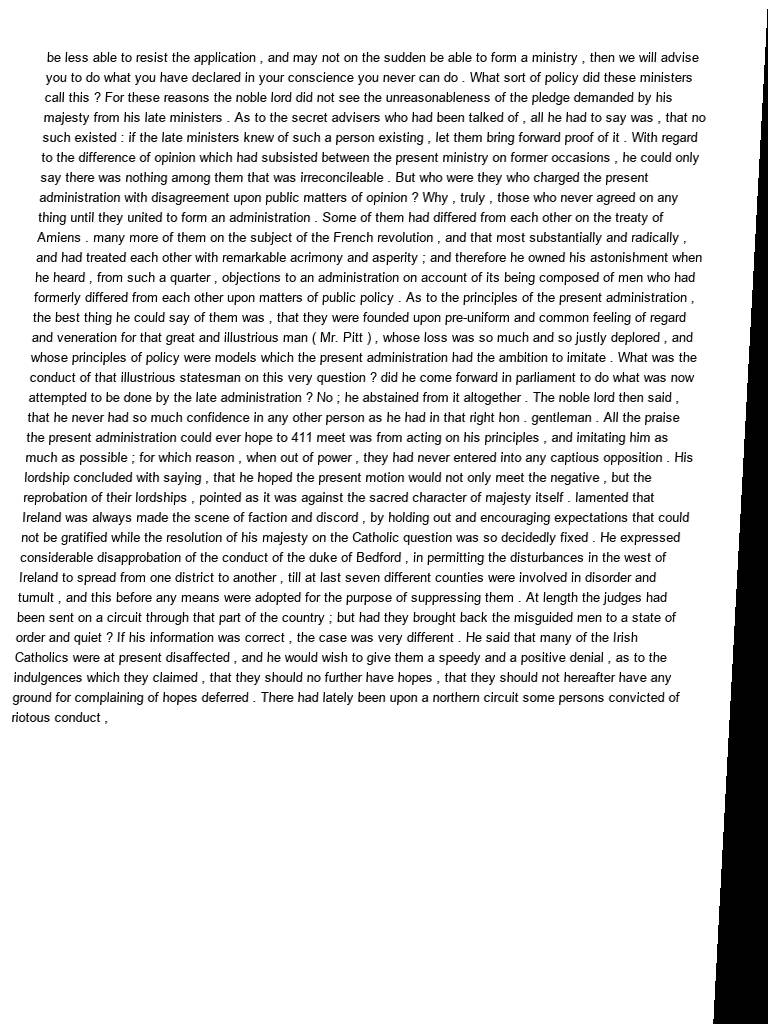 be less able to resist the application , and may not on the sudden be able to form a ministry , then we will advise
you to do what you have declared in your conscience you never can do . What sort of policy did these ministers
call this ? For these reasons the noble lord did not see the unreasonableness of the pledge demanded by his
majesty from his late ministers . As to the secret advisers who had been talked of , all he had to say was , that no
such existed : if the late ministers knew of such a person existing , let them bring forward proof of it . With regard
to the difference of opinion which had subsisted between the present ministry on former occasions , he could only
say there was nothing among them that was irreconcileable . But who were they who charged the present
administration with disagreement upon public matters of opinion ? Why , truly , those who never agreed on any
thing until they united to form an administration . Some of them had differed from each other on the treaty of
Amiens . many more of them on the subject of the French revolution , and that most substantially and radically ,
and had treated each other with remarkable acrimony and asperity ; and therefore he owned his astonishment when
he heard , from such a quarter , objections to an administration on account of its being composed of men who had
formerly differed from each other upon matters of public policy . As to the principles of the present administration ,
the best thing he could say of them was , that they were founded upon pre-uniform and common feeling of regard
and veneration for that great and illustrious man ( Mr. Pitt ) , whose loss was so much and so justly deplored , and
whose principles of policy were models which the present administration had the ambition to imitate . What was the
conduct of that illustrious statesman on this very question ? did he come forward in parliament to do what was now
attempted to be done by the late administration ? No ; he abstained from it altogether . The noble lord then said ,
that he never had so much confidence in any other person as he had in that right hon . gentleman . All the praise
the present administration could ever hope to 411 meet was from acting on his principles , and imitating him as
much as possible ; for which reason , when out of power , they had never entered into any captious opposition . His
lordship concluded with saying , that he hoped the present motion would not only meet the negative , but the
reprobation of their lordships , pointed as it was against the sacred character of majesty itself . lamented that
Ireland was always made the scene of faction and discord , by holding out and encouraging expectations that could
not be gratified while the resolution of his majesty on the Catholic question was so decidedly fixed . He expressed
considerable disapprobation of the conduct of the duke of Bedford , in permitting the disturbances in the west of
Ireland to spread from one district to another , till at last seven different counties were involved in disorder and
tumult , and this before any means were adopted for the purpose of suppressing them . At length the judges had
been sent on a circuit through that part of the country ; but had they brought back the misguided men to a state of
order and quiet ? If his information was correct , the case was very different . He said that many of the Irish
Catholics were at present disaffected , and he would wish to give them a speedy and a positive denial , as to the
indulgences which they claimed , that they should no further have hopes , that they should not hereafter have any
ground for complaining of hopes deferred . There had lately been upon a northern circuit some persons convicted of
riotous conduct ,